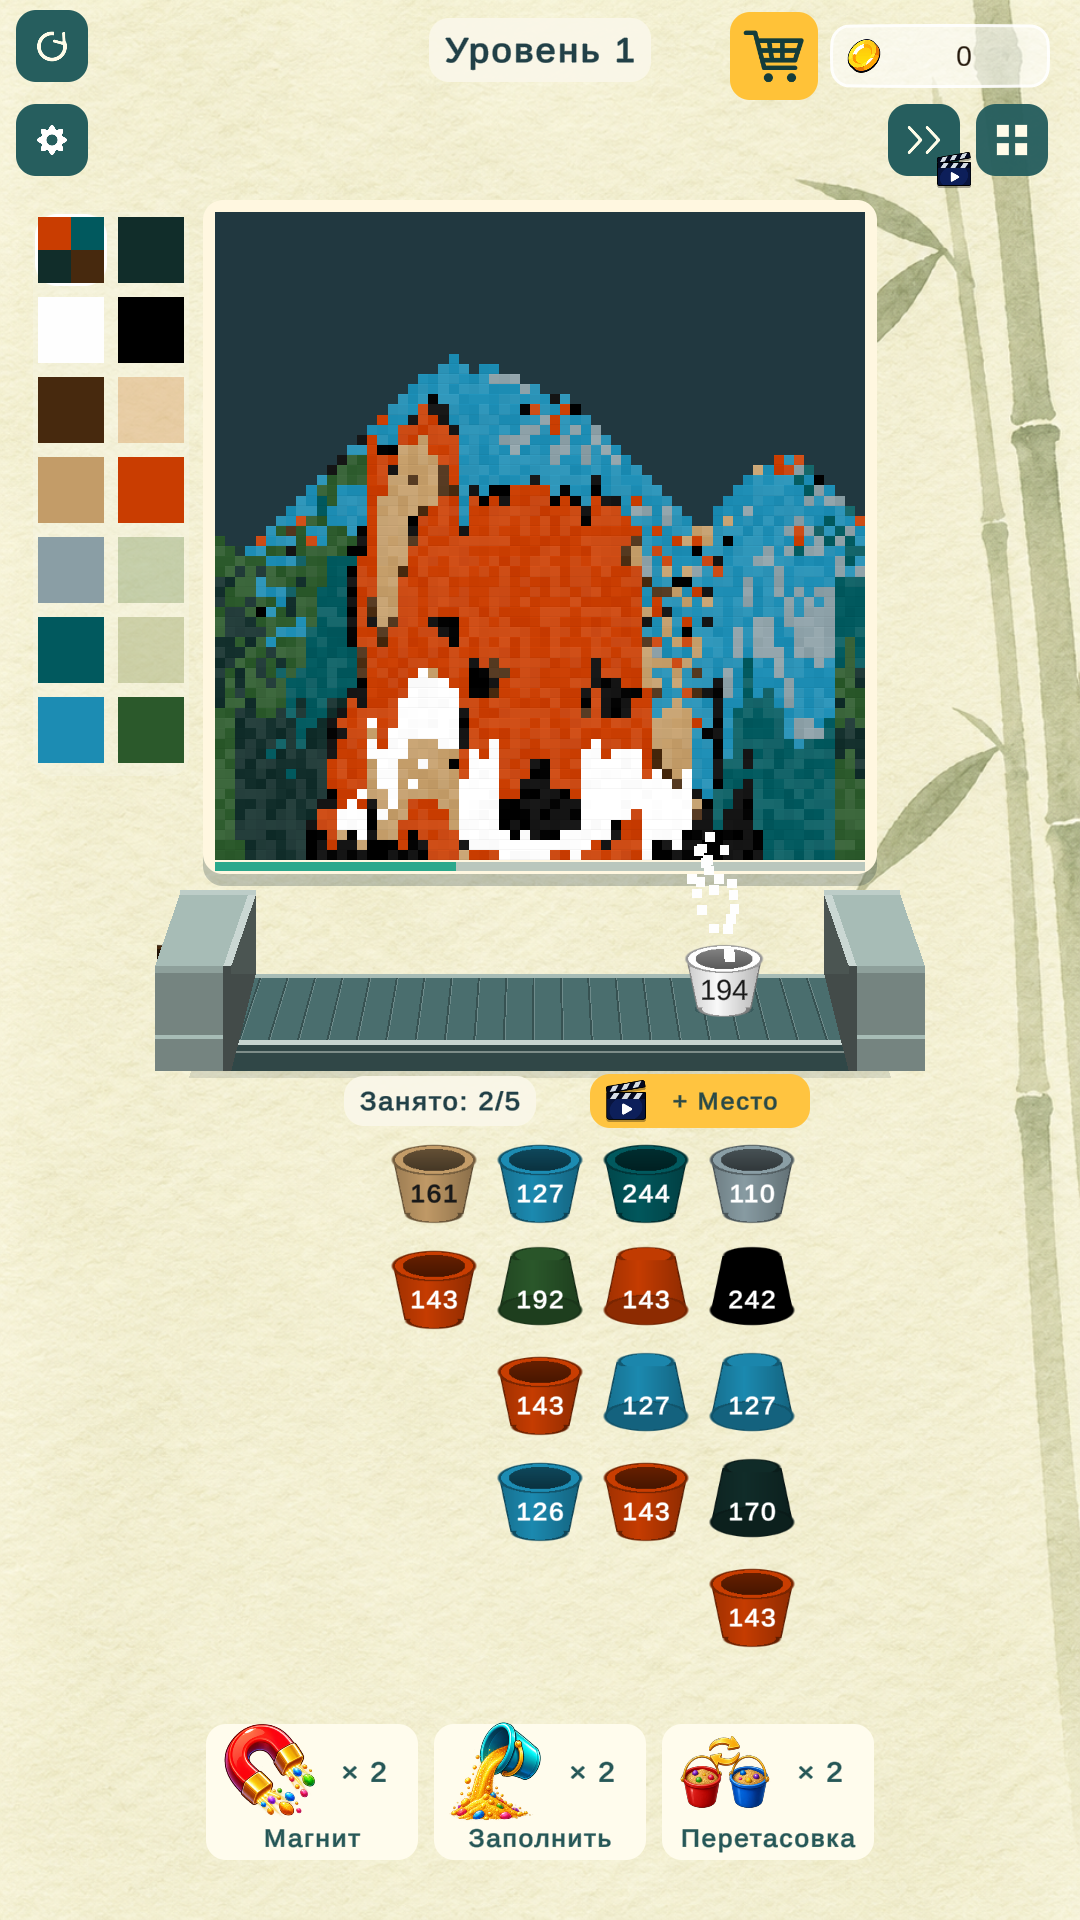 Уровень 1
0
194
Занято: 2/5
+ Место
161 127 244 110
143 192 143 242
143 127 127
126 143 170
143
× 2 × 2 × 2
Магнит Заполнить Перетасовка